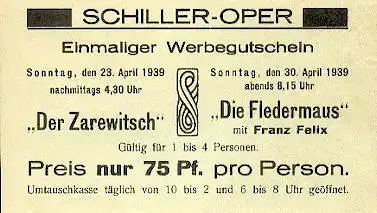 SCHILLER-OPER
Einmaliger Werbegutschein
Sonntag, den 23. April 1939
nachmittags 4,30 Uhr
„Der Zarewitsch"
Sonntag, den 30. April 1939
abends 8,15 Uhr
„Die Fledermaus"
mit Franz Felix
Gültig für 1 bis 4 Personen.
Preis nur 75 Pf. pro Person.
Umtauschkasse täglich von 10 bis 2 und 6 bis 8 Uhr geöffnet.